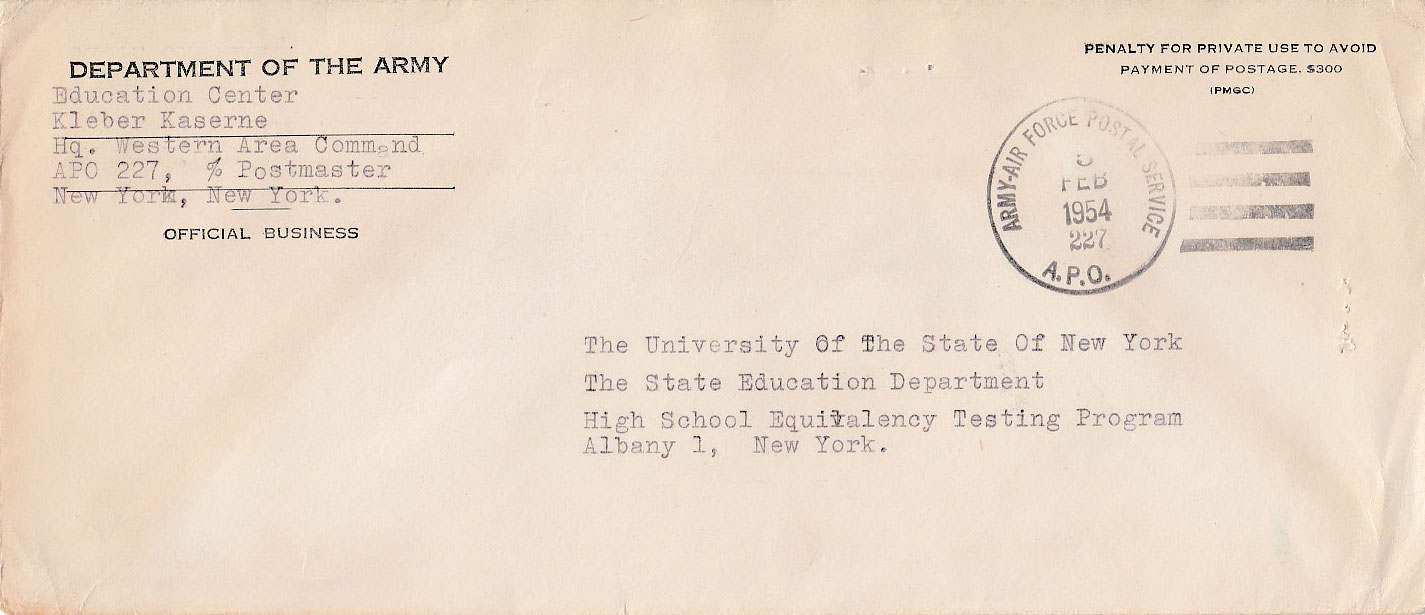 DEPARTMENT OF THE ARMY
Education Center
Kleber Kaserne
Hq. Western Area Command
APO 227, % Postmaster
New York, New York.
OFFICIAL BUSINESS
PENALTY FOR PRIVATE USE TO AVOID
PAYMENT OF POSTAGE, $300
(PMGC)
ARMY-AIR FORCE POSTAL SERVICE
FEB
1954
227
A.P.O.
The University Of The State Of New York
The State Education Department
High School Equivalency Testing Program
Albany 1, New York.